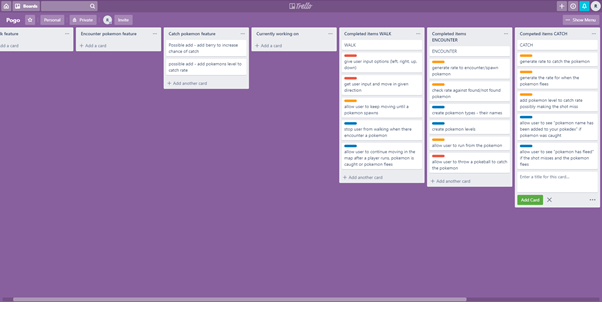 Boards
Trello
Pogo
Personal
Private
K
Invite
Show Menu
feature
Encounter pokemon feature
Catch pokemon feature
Currently working on
Completed items WALK
Completed items
ENCOUNTER
Competed items CATCH
dd a card
+ Add a card
Possible add - add berry to increase
chance of catch
possible add - add pokemons level to
catch rate
+ Add another card
+ Add a card
WALK
give user input options (left, right, up,
down)
get user input and move in given
direction
allow user to keep moving until a
pokemon spawns
stop user from walking when there
encounter a pokemon
allow user to continue moving in the
map after a player runs, pokemon is
caught or pokemon flees
+ Add another card
ENCOUNTER
generate rate to encounter/spawn
pokemon
check rate against found/not found
pokemon
create pokemon types - their names
create pokemon levels
allow user to run from the pokemon
allow user to throw a pokeball to catch
the pokemon
+ Add another card
CATCH
generate rate to catch the pokemon
generate the rate for when the
pokemon flees
add pokemon level to catch rate
possibly making the shot miss
allow user to see "pokemon name has
been added to your pokedex" if
pokemon was caught
allow user to see "pokemon has fleed"
if the shot misses and the pokemon
flees
Enter a title for this card...
Add Card